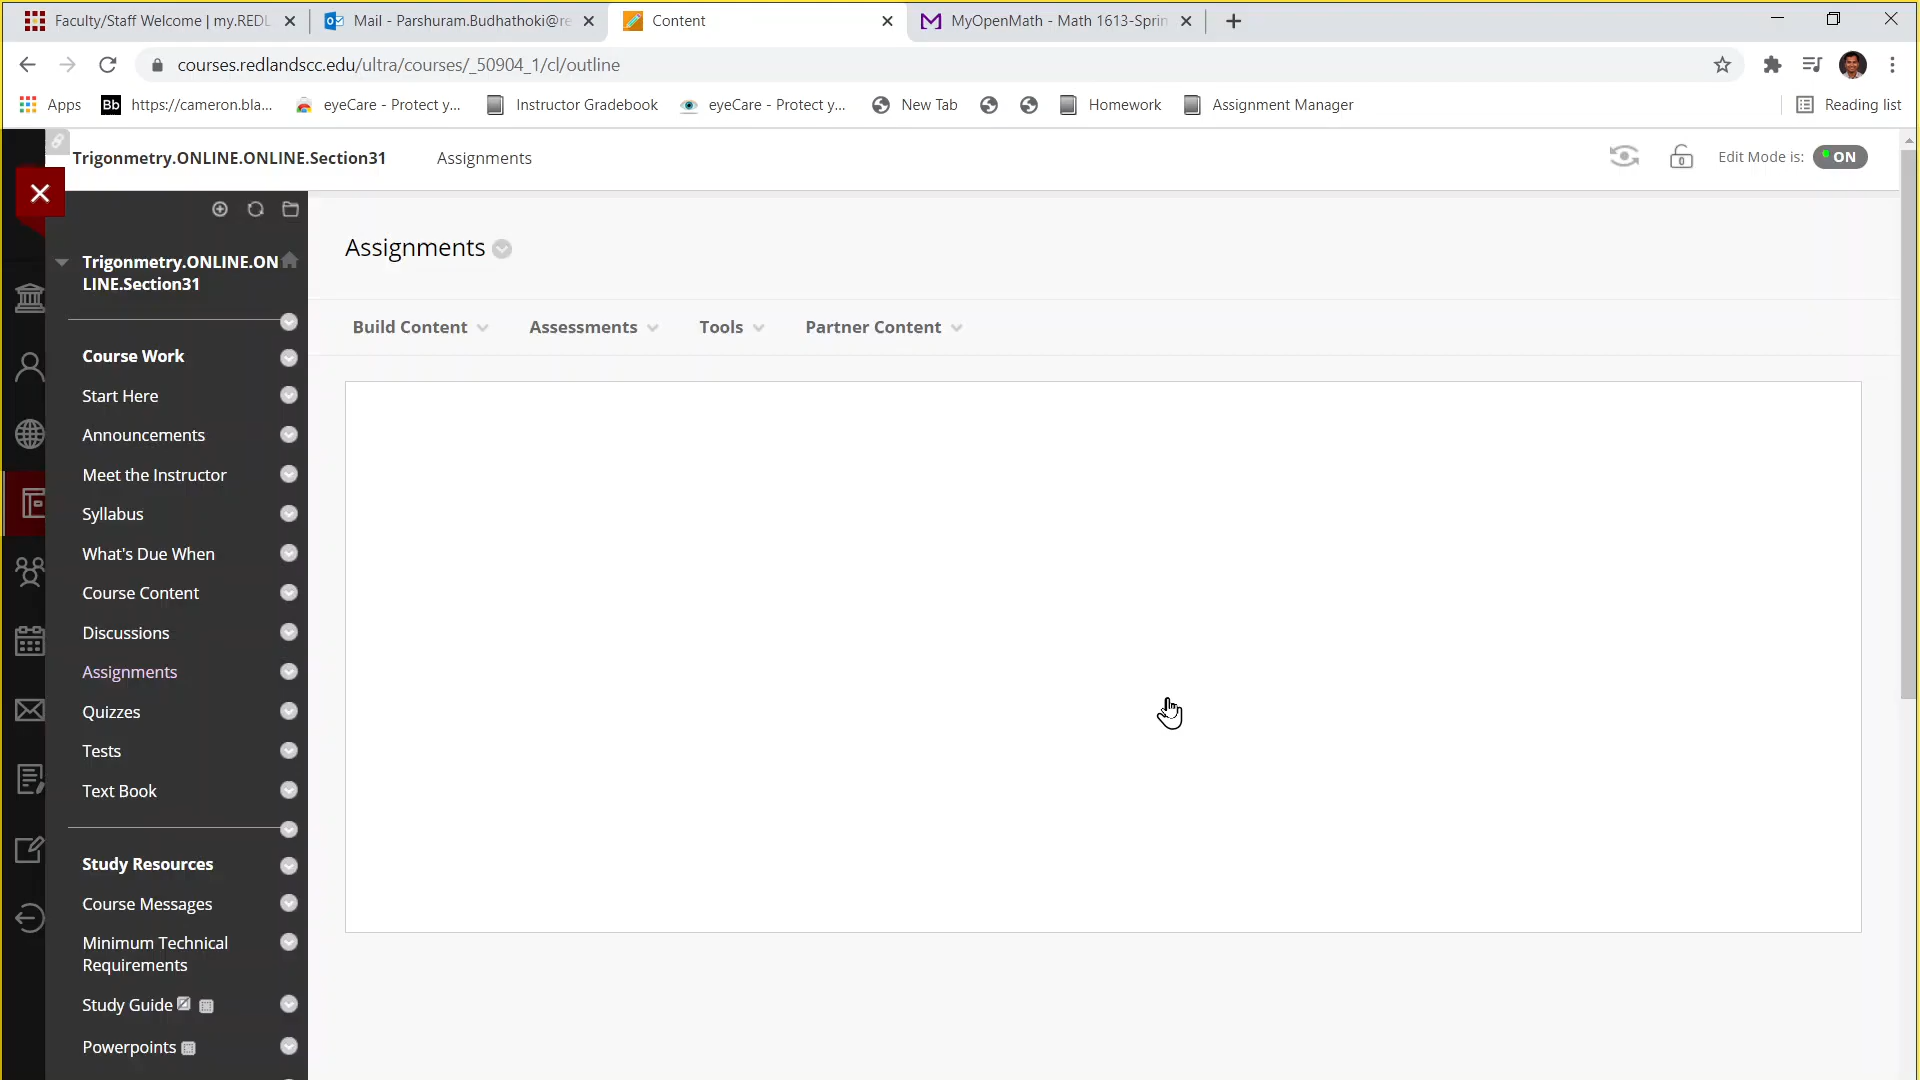 Faculty/Staff Welcome | my.REDL
Mail - Parshuram.Budhathoki@re
Content
MyOpenMath - Math 1613-Sprin
courses.redlandscc.edu/ultra/courses/_50904_1/cl/outline
Apps
Bb
https://cameron.bla...
eyeCare - Protect y...
Instructor Gradebook
eyeCare - Protect y...
New Tab
Homework
Assignment Manager
Reading list
Trigonmetry.ONLINE.ONLINE.Section31
Assignments
Edit Mode is:
ON
Trigonmetry.ONLINE.ON
LINE.Section31
Assignments
Build Content
Assessments
Tools
Partner Content
Course Work
Start Here
Announcements
Meet the Instructor
Syllabus
What's Due When
Course Content
Discussions
Assignments
Quizzes
Tests
Text Book
Study Resources
Course Messages
Minimum Technical
Requirements
Study Guide
Powerpoints